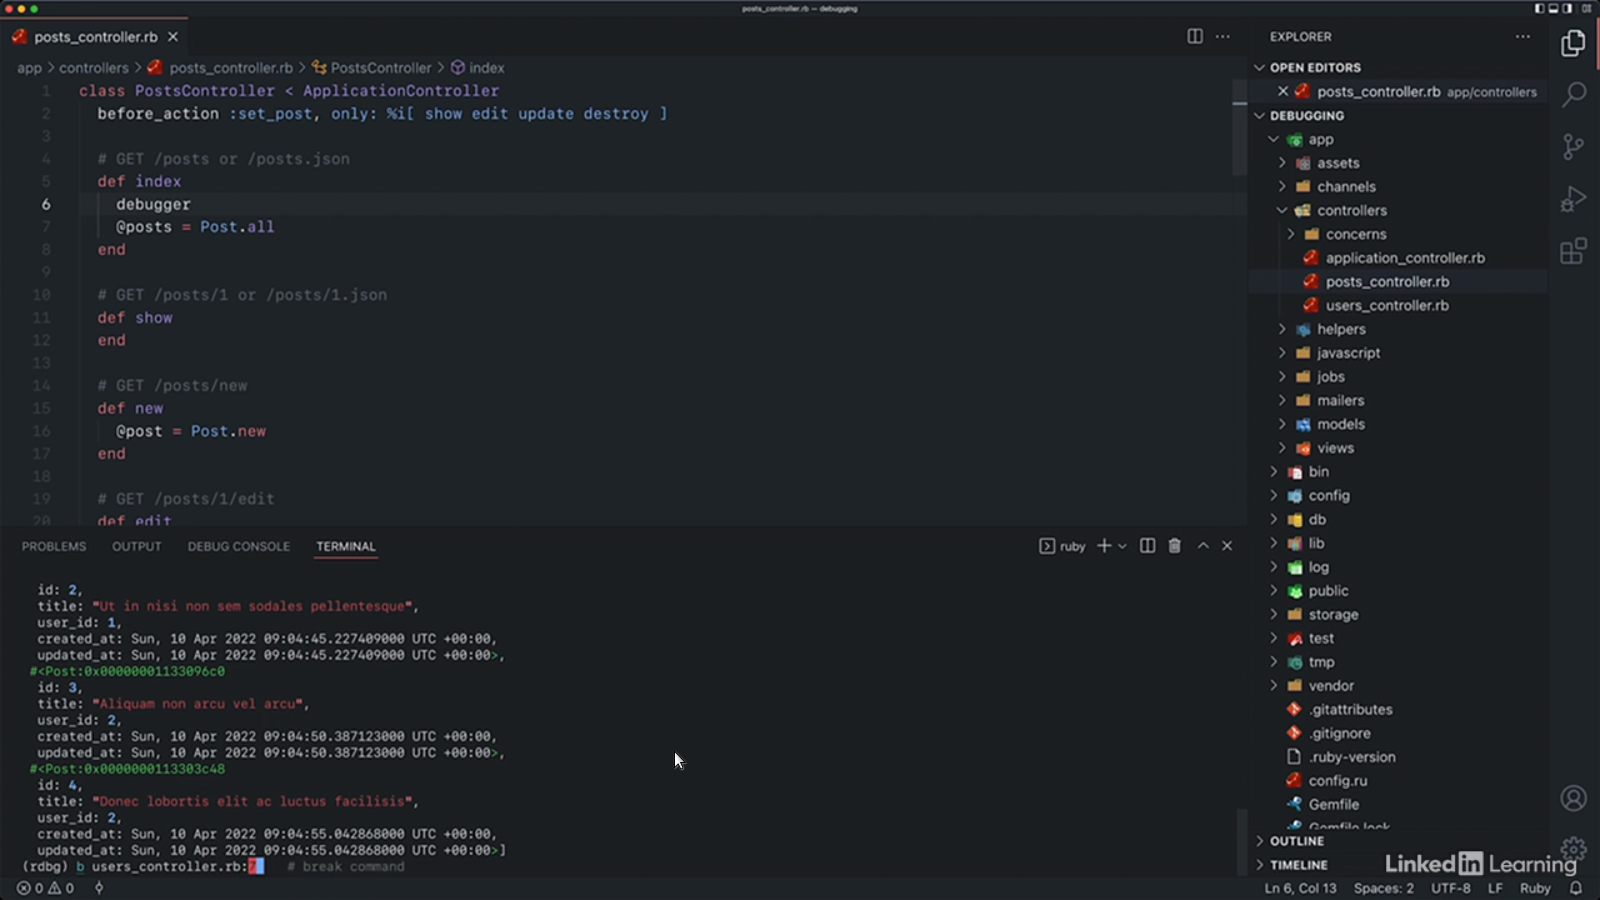 posts_controller.rb — debugging
posts_controller.rb
app > controllers > posts_controller.rb > PostsController > index
1 class PostsController < ApplicationController
2 before_action :set_post, only: %i[ show edit update destroy ]
3
4 # GET /posts or /posts.json
5 def index
6 debugger
7 @posts = Post.all
8 end
9
10 # GET /posts/1 or /posts/1.json
11 def show
12 end
13
14 # GET /posts/new
15 def new
16 @post = Post.new
17 end
18
19 # GET /posts/1/edit
20 def edit
PROBLEMS OUTPUT DEBUG CONSOLE TERMINAL
ruby
id: 2,
title: "Ut in nisi non sem sodales pellentesque",
user_id: 1,
created_at: Sun, 10 Apr 2022 09:04:45.227409000 UTC +00:00,
updated_at: Sun, 10 Apr 2022 09:04:45.227409000 UTC +00:00>,
#<Post:0x00000001133096c0
id: 3,
title: "Aliquam non arcu vel arcu",
user_id: 2,
created_at: Sun, 10 Apr 2022 09:04:50.387123000 UTC +00:00,
updated_at: Sun, 10 Apr 2022 09:04:50.387123000 UTC +00:00>,
#<Post:0x0000000113303c48
id: 4,
title: "Donec lobortis elit ac luctus facilisis",
user_id: 2,
created_at: Sun, 10 Apr 2022 09:04:55.042868000 UTC +00:00,
updated_at: Sun, 10 Apr 2022 09:04:55.042868000 UTC +00:00>]
(rdbg) b users_controller.rb:7 # break command
0 0
EXPLORER
OPEN EDITORS
posts_controller.rb app/controllers
DEBUGGING
app
assets
channels
controllers
concerns
application_controller.rb
posts_controller.rb
users_controller.rb
helpers
javascript
jobs
mailers
models
views
bin
config
db
lib
log
public
storage
test
tmp
vendor
.gitattributes
.gitignore
.ruby-version
config.ru
Gemfile
Gemfile.lock
OUTLINE
TIMELINE
LinkedIn Learning
Ln 6, Col 13 Spaces: 2 UTF-8 LF Ruby